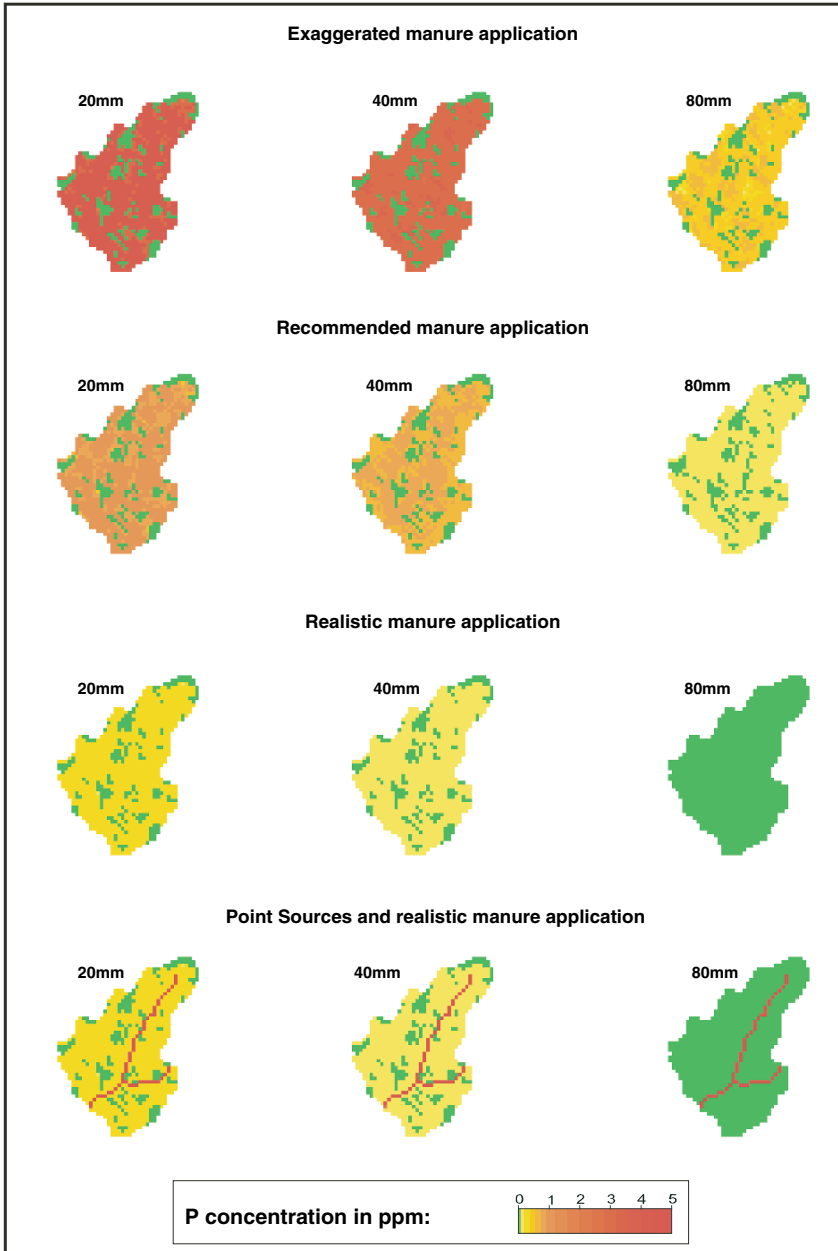 Exaggerated manure application
20mm 40mm 80mm
Recommended manure application
20mm 40mm 80mm
Realistic manure application
20mm 40mm 80mm
Point Sources and realistic manure application
20mm 40mm 80mm
P concentration in ppm: 0 1 2 3 4 5